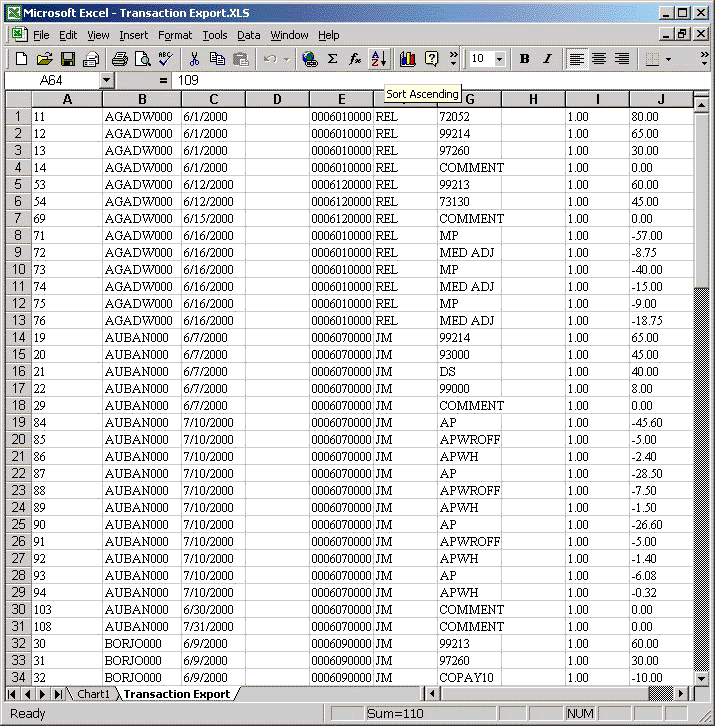 Microsoft Excel - Transaction Export.XLS
File Edit View Insert Format Tools Data Window Help
10 B I U
A64 = 109
Sort Ascending
A B C D E F G H I J
1 11 AGADW000 6/1/2000 0006010000 REL 72052 1.00 80.00
2 12 AGADW000 6/1/2000 0006010000 REL 99214 1.00 65.00
3 13 AGADW000 6/1/2000 0006010000 REL 97260 1.00 30.00
4 14 AGADW000 6/1/2000 0006010000 REL COMMENT 1.00 0.00
5 53 AGADW000 6/12/2000 0006120000 REL 99213 1.00 60.00
6 54 AGADW000 6/12/2000 0006120000 REL 73130 1.00 45.00
7 69 AGADW000 6/15/2000 0006120000 REL COMMENT 1.00 0.00
8 71 AGADW000 6/16/2000 0006010000 REL MP 1.00 -57.00
9 72 AGADW000 6/16/2000 0006010000 REL MED ADJ 1.00 -8.75
10 73 AGADW000 6/16/2000 0006010000 REL MP 1.00 -40.00
11 74 AGADW000 6/16/2000 0006010000 REL MED ADJ 1.00 -15.00
12 75 AGADW000 6/16/2000 0006010000 REL MP 1.00 -9.00
13 76 AGADW000 6/16/2000 0006010000 REL MED ADJ 1.00 -18.75
14 19 AUBAN000 6/7/2000 0006070000 JM 99214 1.00 65.00
15 20 AUBAN000 6/7/2000 0006070000 JM 93000 1.00 45.00
16 21 AUBAN000 6/7/2000 0006070000 JM DS 1.00 40.00
17 22 AUBAN000 6/7/2000 0006070000 JM 99000 1.00 8.00
18 29 AUBAN000 6/7/2000 0006070000 JM COMMENT 1.00 0.00
19 84 AUBAN000 7/10/2000 0006070000 JM AP 1.00 -45.60
20 85 AUBAN000 7/10/2000 0006070000 JM APWROFF 1.00 -5.00
21 86 AUBAN000 7/10/2000 0006070000 JM APWH 1.00 -2.40
22 87 AUBAN000 7/10/2000 0006070000 JM AP 1.00 -28.50
23 88 AUBAN000 7/10/2000 0006070000 JM APWROFF 1.00 -7.50
24 89 AUBAN000 7/10/2000 0006070000 JM APWH 1.00 -1.50
25 90 AUBAN000 7/10/2000 0006070000 JM AP 1.00 -26.60
26 91 AUBAN000 7/10/2000 0006070000 JM APWROFF 1.00 -5.00
27 92 AUBAN000 7/10/2000 0006070000 JM APWH 1.00 -1.40
28 93 AUBAN000 7/10/2000 0006070000 JM AP 1.00 -6.08
29 94 AUBAN000 7/10/2000 0006070000 JM APWH 1.00 -0.32
30 103 AUBAN000 6/30/2000 0006070000 JM COMMENT 1.00 0.00
31 108 AUBAN000 7/31/2000 0006070000 JM COMMENT 1.00 0.00
32 30 BORJO000 6/9/2000 0006090000 JM 99213 1.00 60.00
33 31 BORJO000 6/9/2000 0006090000 JM 97260 1.00 30.00
34 32 BORJO000 6/9/2000 0006090000 JM COPAY10 1.00 -10.00
Chart1 Transaction Export
Ready Sum=110 NUM